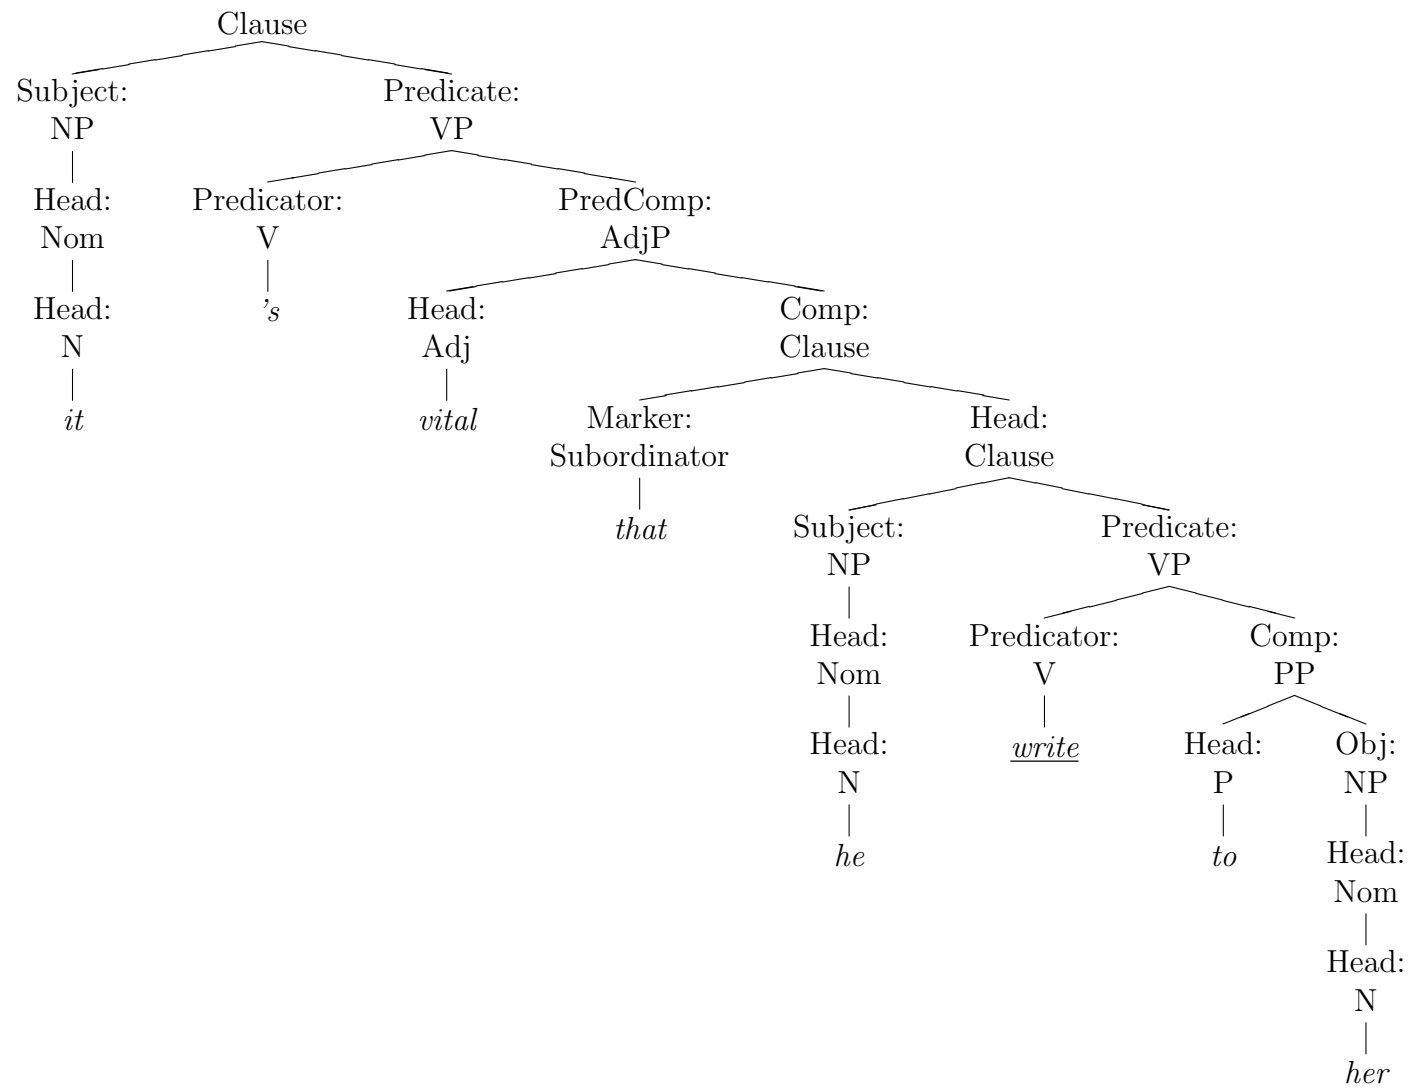 Clause
Subject: Predicate:
NP VP
Head: Predicator: PredComp:
Nom V AdjP
Head: 's Head: Comp:
N Adj Clause
it vital Marker: Head:
Subordinator Clause
that Subject: Predicate:
NP VP
Head: Predicator: Comp:
Nom V PP
Head: write Head: Obj:
N P NP
he to Head:
Nom
Head:
N
her